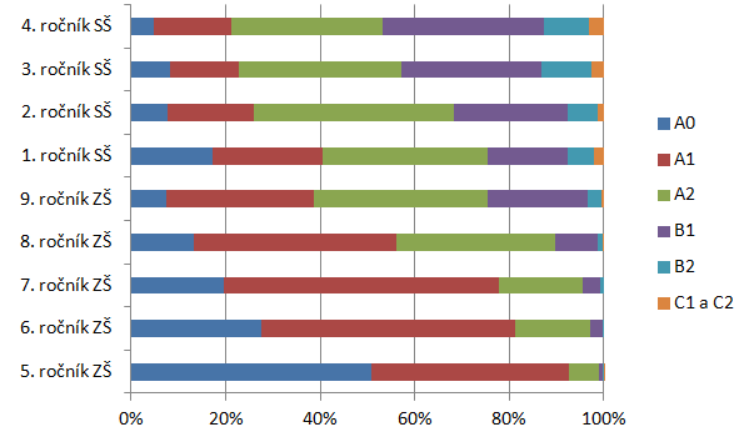 4. ročník SŠ
3. ročník SŠ
2. ročník SŠ
1. ročník SŠ
9. ročník ZŠ
8. ročník ZŠ
7. ročník ZŠ
6. ročník ZŠ
5. ročník ZŠ
0% 20% 40% 60% 80% 100%
A0
A1
A2
B1
B2
C1 a C2